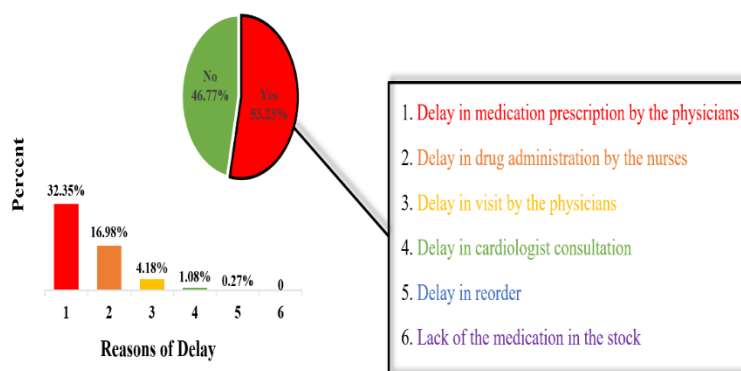 No
46.77%
Yes
53.23%
1. Delay in medication prescription by the physicians
2. Delay in drug administration by the nurses
3. Delay in visit by the physicians
4. Delay in cardiologist consultation
5. Delay in reorder
6. Lack of the medication in the stock
Percent
32.35%
16.98%
4.18%
1.08%
0.27%
0
1 2 3 4 5 6
Reasons of Delay